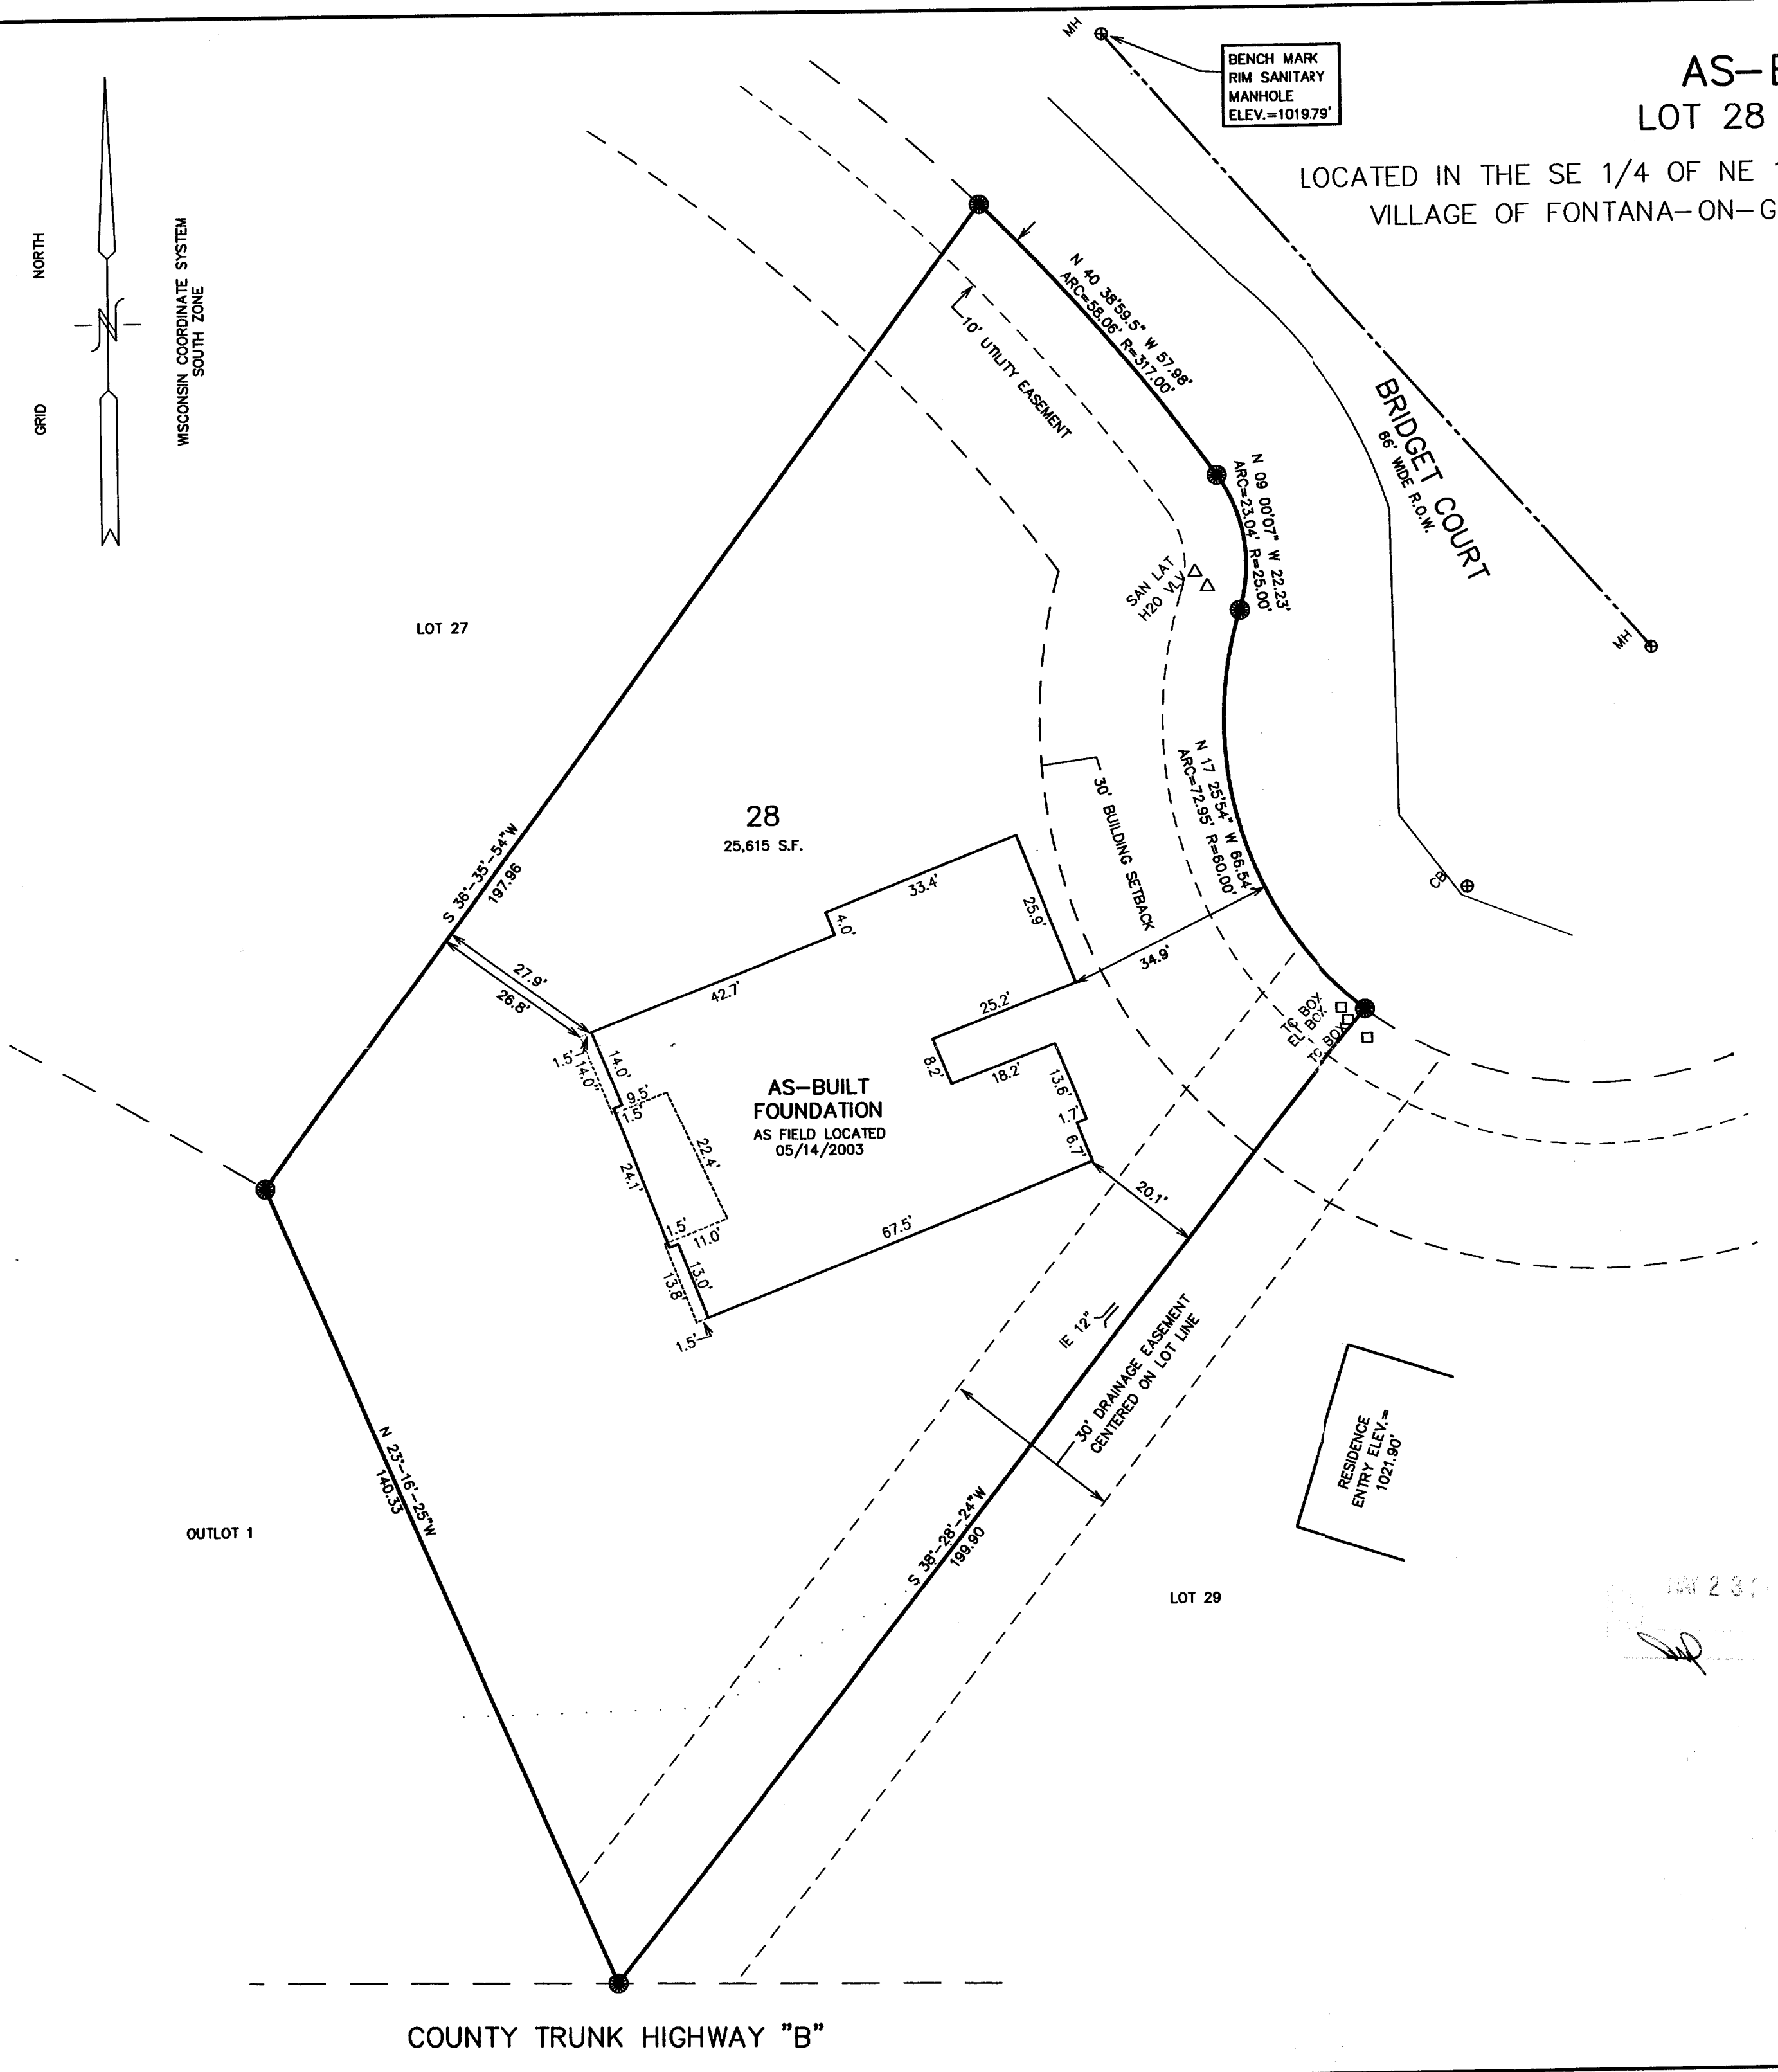 MH
BENCH MARK
RIM SANITARY
MANHOLE
ELEV.=1019.79'
AS-
LOT 28
LOCATED IN THE SE 1/4 OF NE
VILLAGE OF FONTANA-ON-G
NORTH
GRID
WISCONSIN COORDINATE SYSTEM
SOUTH ZONE
N 40 38'59.5" W 57.98'
ARC=58.06' R=317.00'
10' UTILITY EASEMENT
BRIDGET COURT
66' WIDE R.O.W.
N 09 00'07" W 22.23'
ARC=23.04' R=25.00'
SAN LAT
H20 VLV
MH
LOT 27
N 17 25'54" W 66.54'
ARC=72.95' R=60.00'
30' BUILDING SETBACK
28
25,615 S.F.
S 36°-35'-54"W
197.96
33.4'
4.0'
25.9'
CB
34.9'
27.9'
26.8'
42.7'
25.2'
TC BOX
EL BOX
TC BOX
1.5'
14.0'
14.0'
8.2'
18.2'
13.6'
1.7'
6.7'
9.5'
1.5'
AS-BUILT
FOUNDATION
AS FIELD LOCATED
05/14/2003
22.4'
24.1'
20.1'
1.5'
11.0'
67.5'
13.0'
13.8'
1.5'
IE 12"
30' DRAINAGE EASEMENT
CENTERED ON LOT LINE
RESIDENCE
ENTRY ELEV.=
1021.90'
N 23°-16'-25"W
140.33
OUTLOT 1
S 38°-28'-24"W
199.90
LOT 29
MAY 23
COUNTY TRUNK HIGHWAY "B"